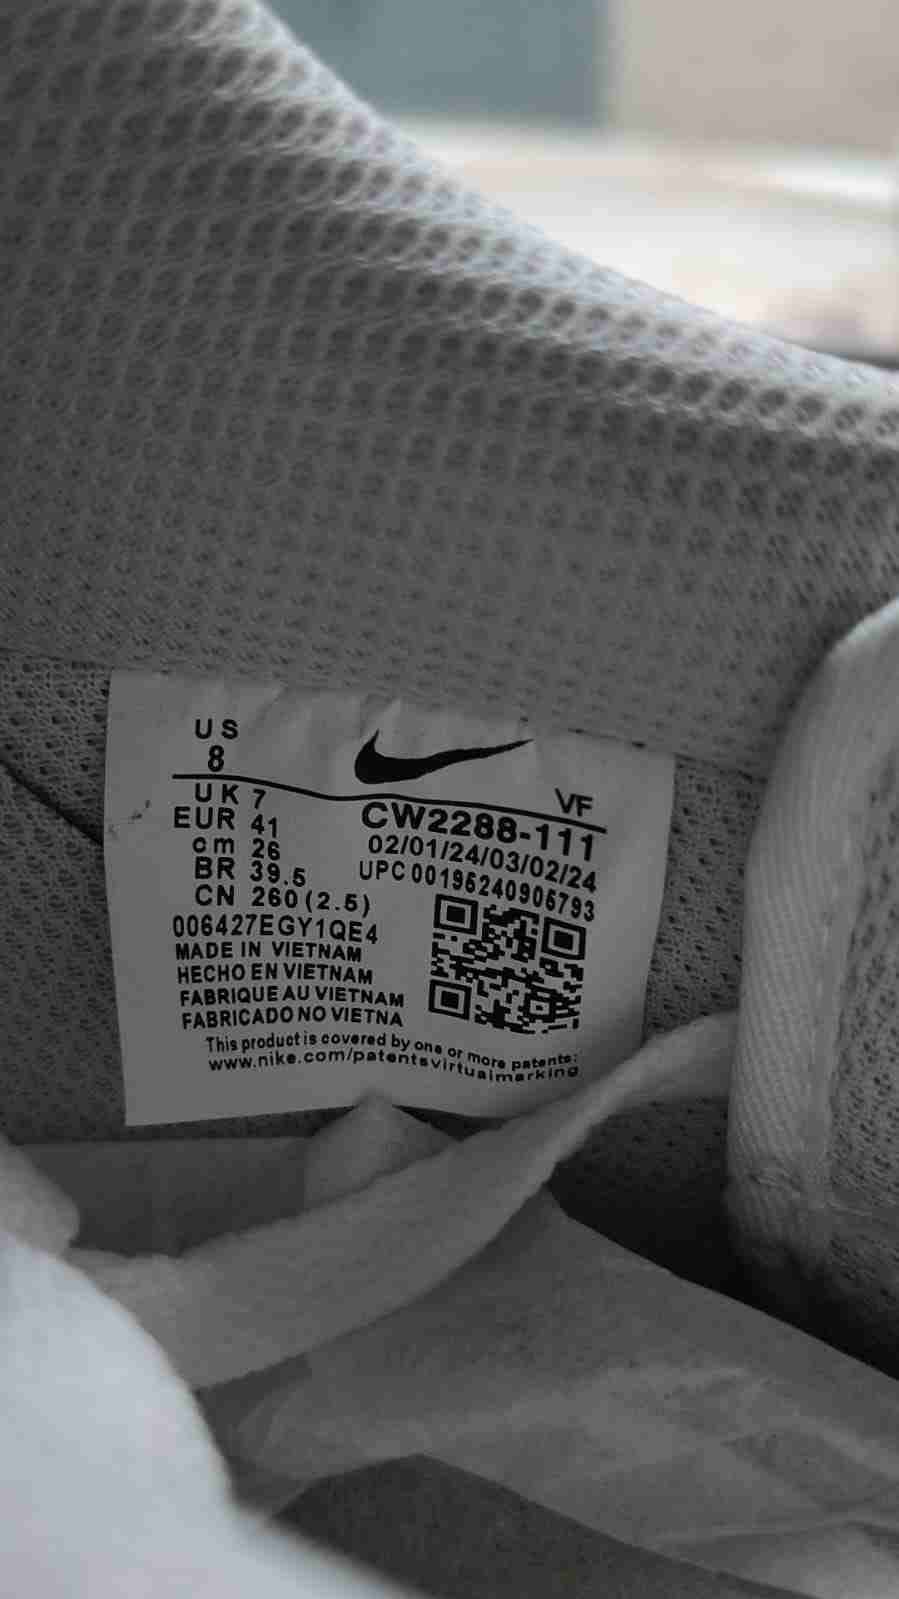 US
8
VF
UK 7
EUR 41
cm 26
BR 39.5
CN 260(2.5)
CW2288-111
02/01/24/03/02/24
UPC 00196240906793
006427EGY1QE4
MADE IN VIETNAM
HECHO EN VIETNAM
FABRIQUE AU VIETNAM
FABRICADO NO VIETNA
This product is covered by one or more patents:
www.nike.com/patentsvirtualmarking